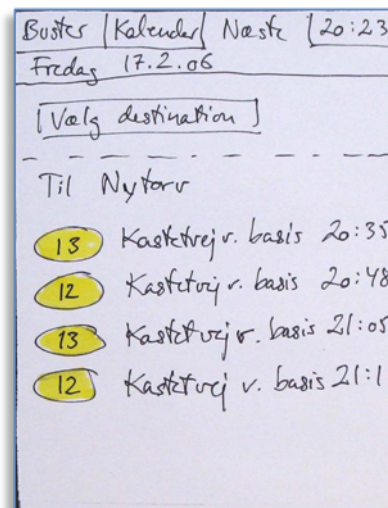 Buster | Kalender | Næste | 20:23
Fredag 17.2.06
[Vælg destination]
Til Nytorv
13 Kastetvej v. basis 20:35
12 Kastetvej v. basis 20:48
13 Kastetvej v. basis 21:05
12 Kastetvej v. basis 21:1